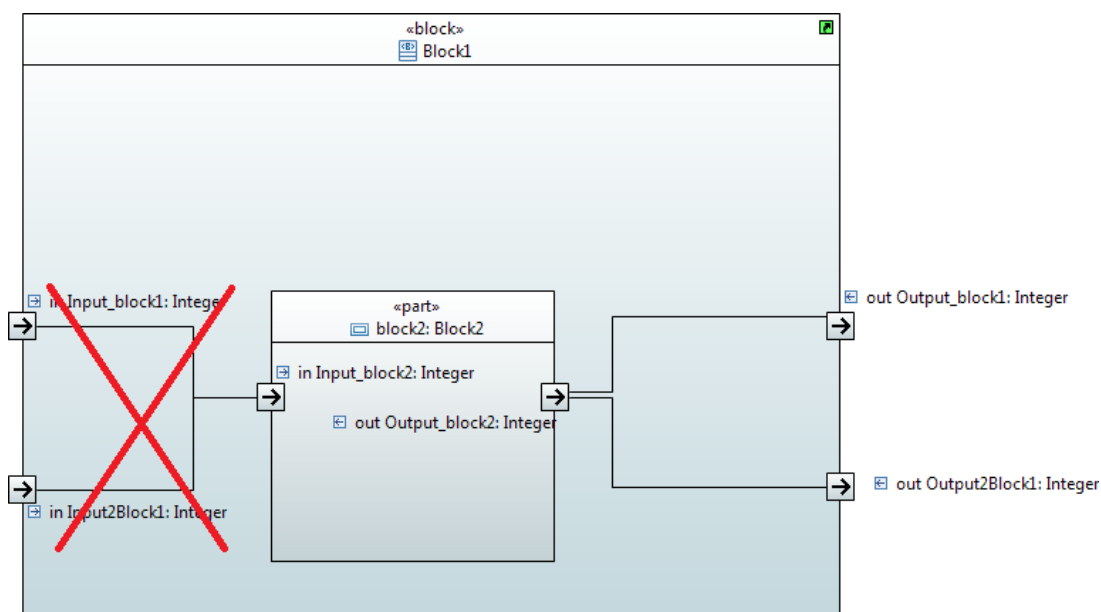 «block»
Block1
in Input_block1: Integer
out Output_block1: Integer
«part»
block2: Block2
in Input_block2: Integer
out Output_block2: Integer
out Output2Block1: Integer
in Input2Block1: Integer